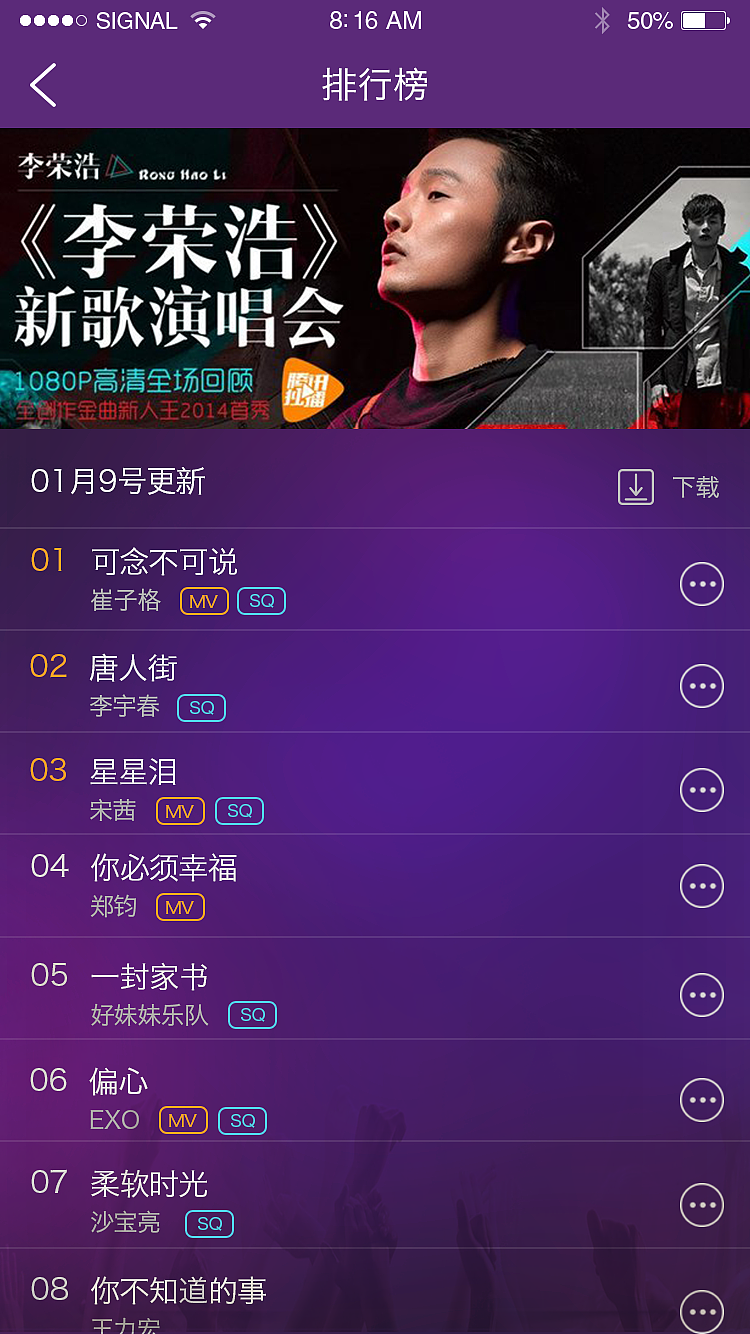 SIGNAL 8:16 AM 50%
排行榜
李荣浩 RONG HAO LI
《李荣浩》
新歌演唱会
1080P高清全场回顾
腾讯
独播
全创作金曲新人王2014首秀
01月9号更新 下载
01 可念不可说
崔子格 MV SQ
02 唐人街
李宇春 SQ
03 星星泪
宋茜 MV SQ
04 你必须幸福
郑钧 MV
05 一封家书
好妹妹乐队 SQ
06 偏心
EXO MV SQ
07 柔软时光
沙宝亮 SQ
08 你不知道的事
王力宏